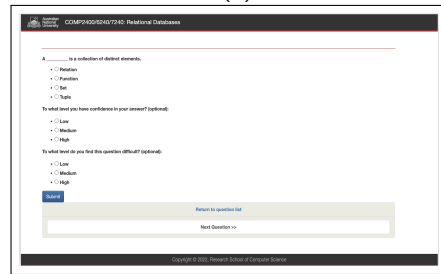 Australian
National
University
COMP2400/6240/7240: Relational Databases
A ________ is a collection of distinct elements.
Relation
Function
Set
Tuple
To what level you have confidence in your answer? (optional):
Low
Medium
High
To what level do you find this question difficult? (optional):
Low
Medium
High
Submit
Return to question list
Next Question >>
Copyright © 2022, Research School of Computer Science